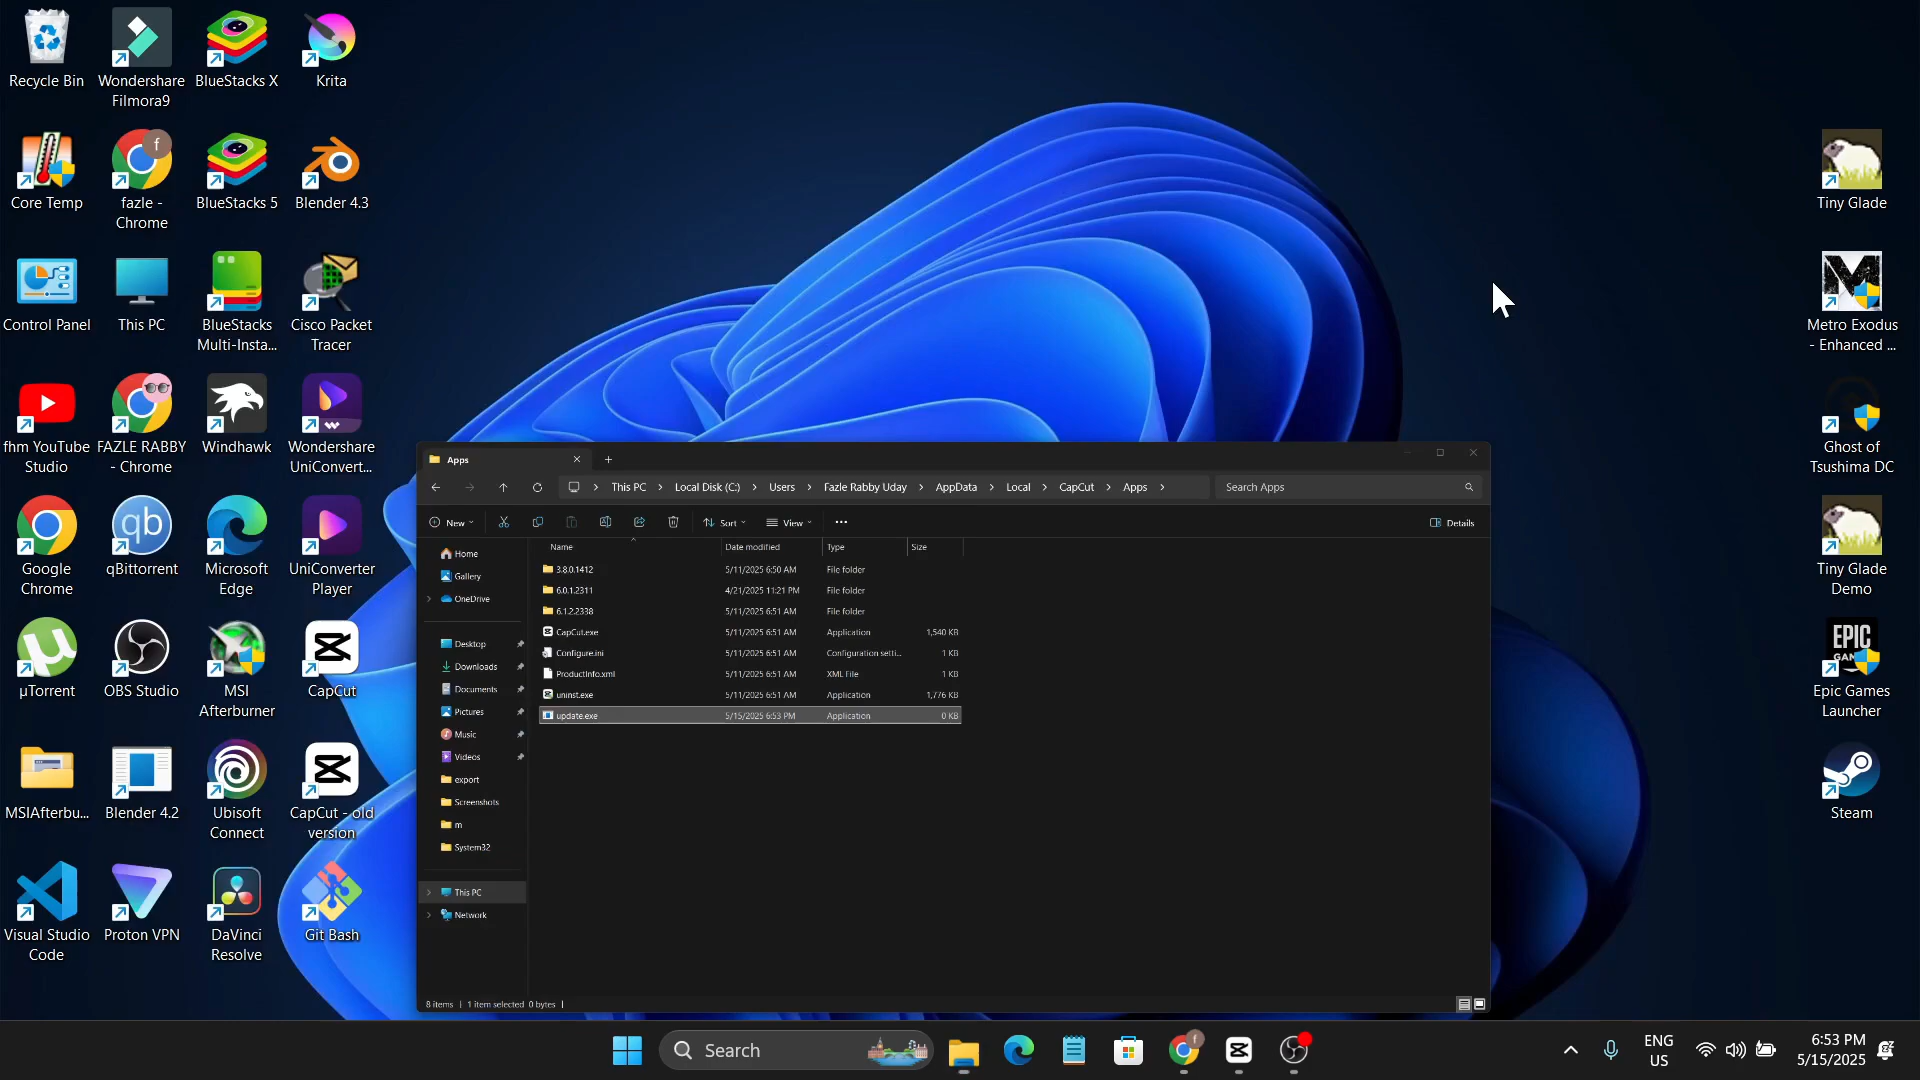 Recycle Bin
Wondershare
Filmora9
BlueStacks X
Krita
Core Temp
f
fazle -
Chrome
BlueStacks 5
Blender 4.3
Control Panel
This PC
BlueStacks
Multi-Insta...
Cisco Packet
Tracer
fhm YouTube
Studio
FAZLE RABBY
- Chrome
Windhawk
Wondershare
UniConvert...
Google
Chrome
qb
qBittorrent
Microsoft
Edge
UniConverter
Player
µTorrent
OBS Studio
MSI
Afterburner
CapCut
MSIAfterbu...
Blender 4.2
Ubisoft
Connect
CapCut - old
version
Visual Studio
Code
Proton VPN
DaVinci
Resolve
Git Bash
Tiny Glade
Metro Exodus
- Enhanced ...
Ghost of
Tsushima DC
Tiny Glade
Demo
EPIC
GAMES
Epic Games
Launcher
Steam
Apps
This PC > Local Disk (C:) > Users > Fazle Rabby Uday > AppData > Local > CapCut > Apps >
Search Apps
New
Sort
View
Details
Home
Gallery
OneDrive
Desktop
Downloads
Documents
Pictures
Music
Videos
export
Screenshots
m
System32
This PC
Network
Name Date modified Type Size
3.8.0.1412 5/11/2025 6:50 AM File folder
6.0.1.2311 4/21/2025 11:21 PM File folder
6.1.2.2338 5/11/2025 6:51 AM File folder
CapCut.exe 5/11/2025 6:51 AM Application 1,540 KB
Configure.ini 5/11/2025 6:51 AM Configuration setti... 1 KB
ProductInfo.xml 5/11/2025 6:51 AM XML File 1 KB
uninst.exe 5/11/2025 6:51 AM Application 1,776 KB
update.exe 5/15/2025 6:53 PM Application 0 KB
8 items | 1 item selected 0 bytes |
Search
f
ENG
US
6:53 PM
5/15/2025